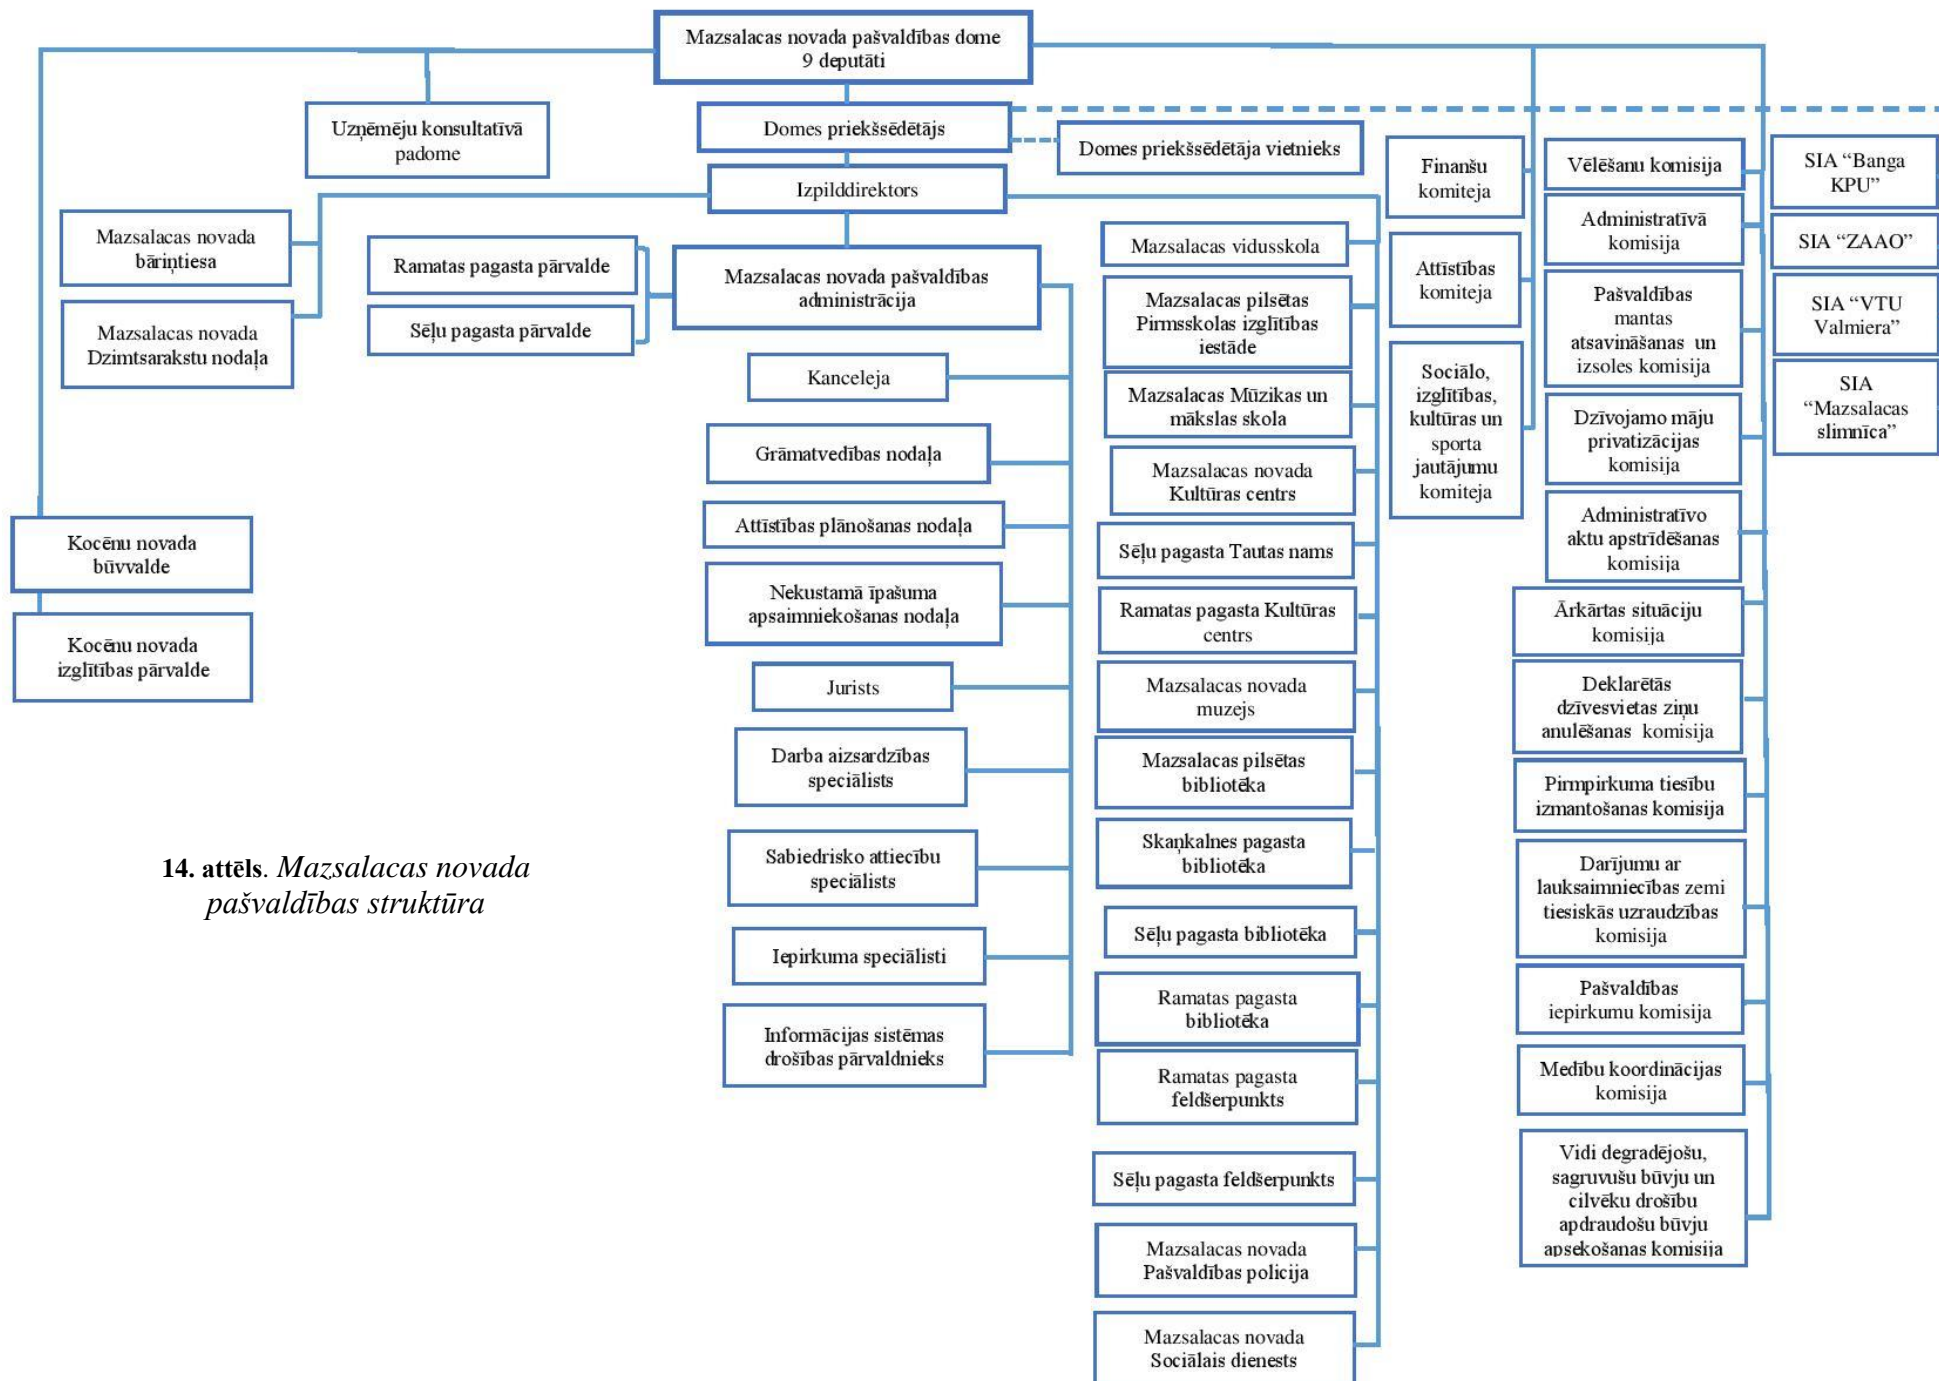 Mazsalacas novada pašvaldības dome
9 deputāti
Uzņēmēju konsultatīvā
padome
Domes priekšsēdētājs
Domes priekšsēdētāja vietnieks
Izpilddirektors
Mazsalacas novada
bāriņtiesa
Mazsalacas novada
Dzimtsarakstu nodaļa
Ramatas pagasta pārvalde
Sēļu pagasta pārvalde
Mazsalacas novada pašvaldības
administrācija
Kanceleja
Grāmatvedības nodaļa
Attīstības plānošanas nodaļa
Nekustamā īpašuma
apsaimniekošanas nodaļa
Jurists
Darba aizsardzības
speciālists
Sabiedrisko attiecību
speciālists
Iepirkuma speciālisti
Informācijas sistēmas
drošības pārvaldnieks
Kocēnu novada
būvvalde
Kocēnu novada
izglītības pārvalde
14. attēls. Mazsalacas novada
pašvaldības struktūra
Mazsalacas vidusskola
Mazsalacas pilsētas
Pirmsskolas izglītības
iestāde
Mazsalacas Mūzikas un
mākslas skola
Mazsalacas novada
Kultūras centrs
Sēļu pagasta Tautas nams
Ramatas pagasta Kultūras
centrs
Mazsalacas novada
muzejs
Mazsalacas pilsētas
bibliotēka
Skaņkalnes pagasta
bibliotēka
Sēļu pagasta bibliotēka
Ramatas pagasta
bibliotēka
Ramatas pagasta
feldšerpunkts
Sēļu pagasta feldšerpunkts
Mazsalacas novada
Pašvaldības policija
Mazsalacas novada
Sociālais dienests
Finanšu
komiteja
Attīstības
komiteja
Sociālo,
izglītības,
kultūras un
sporta
jautājumu
komiteja
Vēlēšanu komisija
Administratīvā
komisija
Pašvaldības
mantas
atsavināšanas un
izsoles komisija
Dzīvojamo māju
privatizācijas
komisija
Administratīvo
aktu apstrīdēšanas
komisija
Ārkārtas situāciju
komisija
Deklarētās
dzīvesvietas ziņu
anulēšanas komisija
Pirmpirkuma tiesību
izmantošanas komisija
Darījumu ar
lauksaimniecības zemi
tiesiskās uzraudzības
komisija
Pašvaldības
iepirkumu komisija
Medību koordinācijas
komisija
Vidi degradējošu,
sagruvušu būvju un
cilvēku drošību
apdraudošu būvju
apsekošanas komisija
SIA “Banga
KPU”
SIA “ZAAO”
SIA “VTU
Valmiera”
SIA
“Mazsalacas
slimnīca”